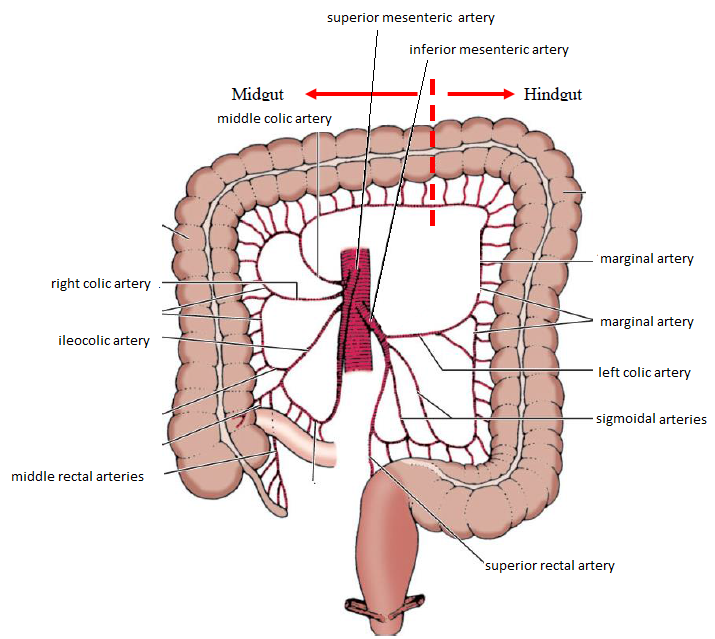 superior mesenteric artery
inferior mesenteric artery
Midgut
Hindgut
middle colic artery
marginal artery
right colic artery
marginal artery
ileocolic artery
left colic artery
sigmoidal arteries
middle rectal arteries
superior rectal artery